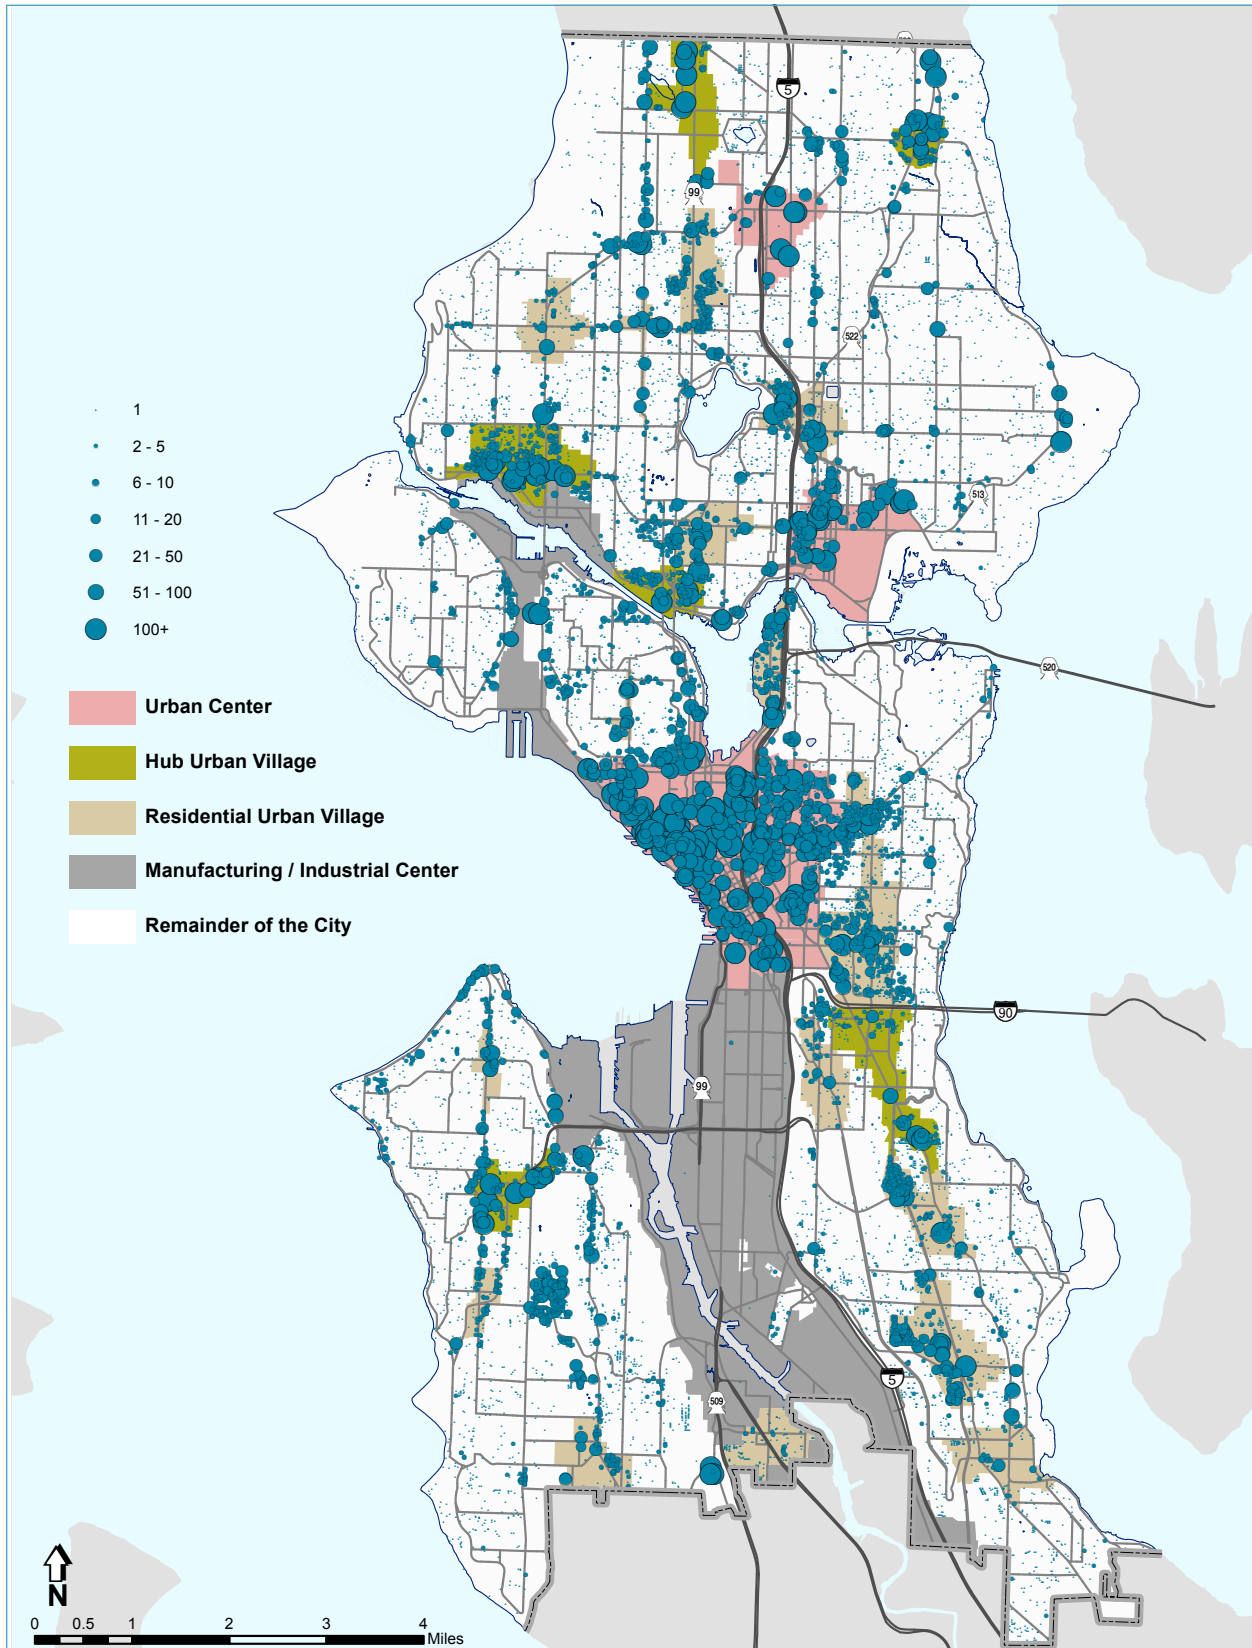 5
99
522
513
1
2 - 5
6 - 10
11 - 20
21 - 50
51 - 100
100+
520
Urban Center
Hub Urban Village
Residential Urban Village
Manufacturing / Industrial Center
Remainder of the City
90
99
5
509
N
0 0.5 1 2 3 4
Miles